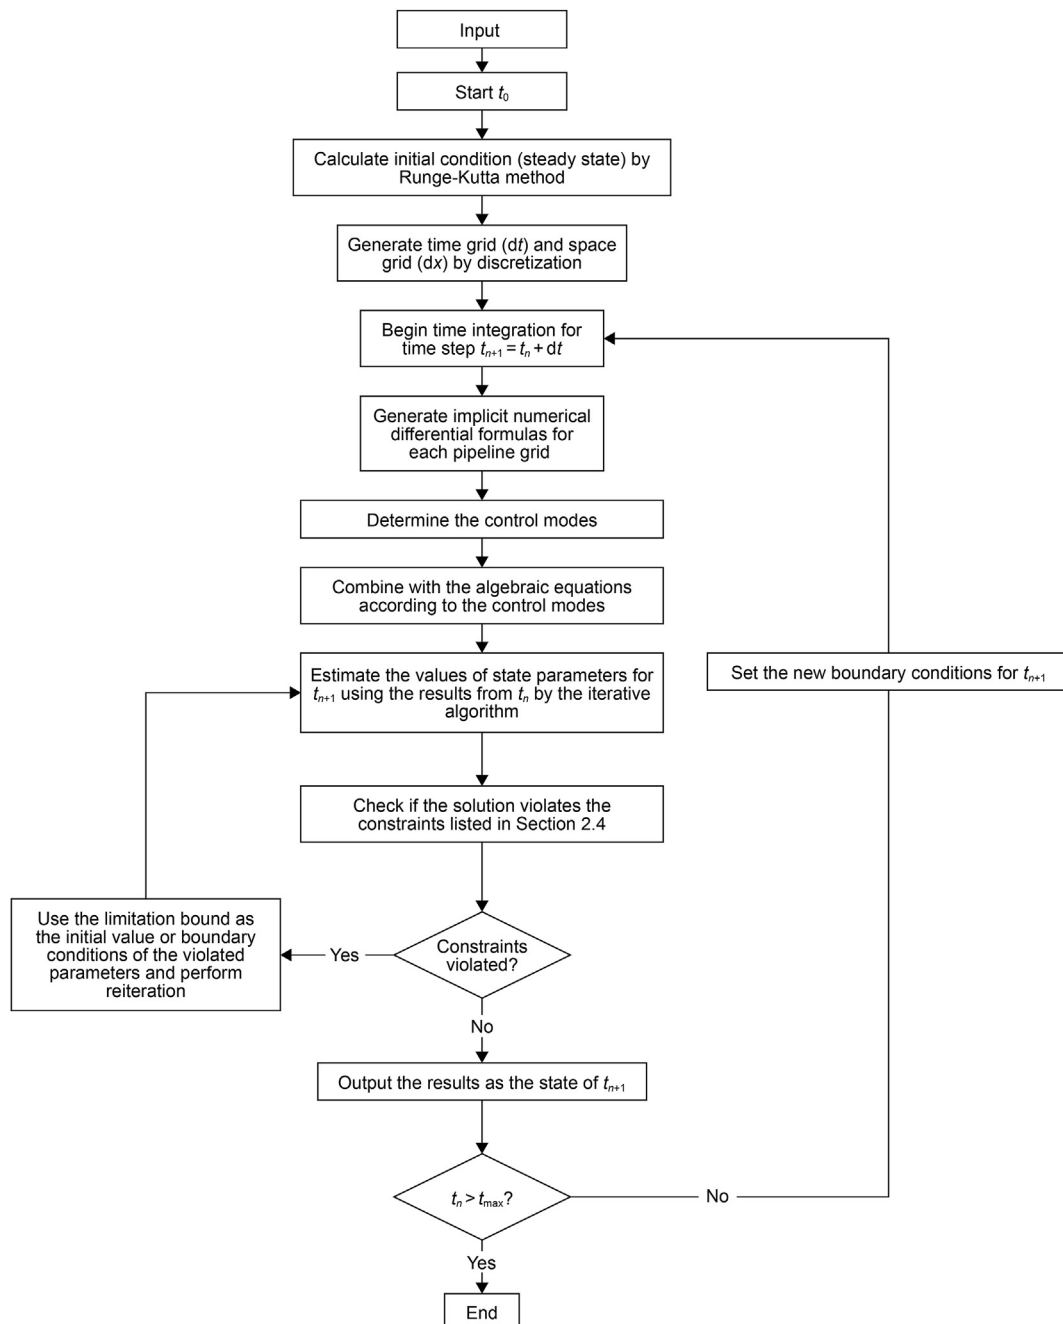 Input
Start t0
Calculate initial condition (steady state) by
Runge-Kutta method
Generate time grid (dt) and space
grid (dx) by discretization
Begin time integration for
time step tn+1 = tn + dt
Generate implicit numerical
differential formulas for
each pipeline grid
Determine the control modes
Combine with the algebraic equations
according to the control modes
Estimate the values of state parameters for
tn+1 using the results from tn by the iterative
algorithm
Set the new boundary conditions for tn+1
Check if the solution violates the
constraints listed in Section 2.4
Use the limitation bound as
the initial value or boundary
conditions of the violated
parameters and perform
reiteration
Yes
Constraints
violated?
No
Output the results as the state of tn+1
tn > tmax?
No
Yes
End